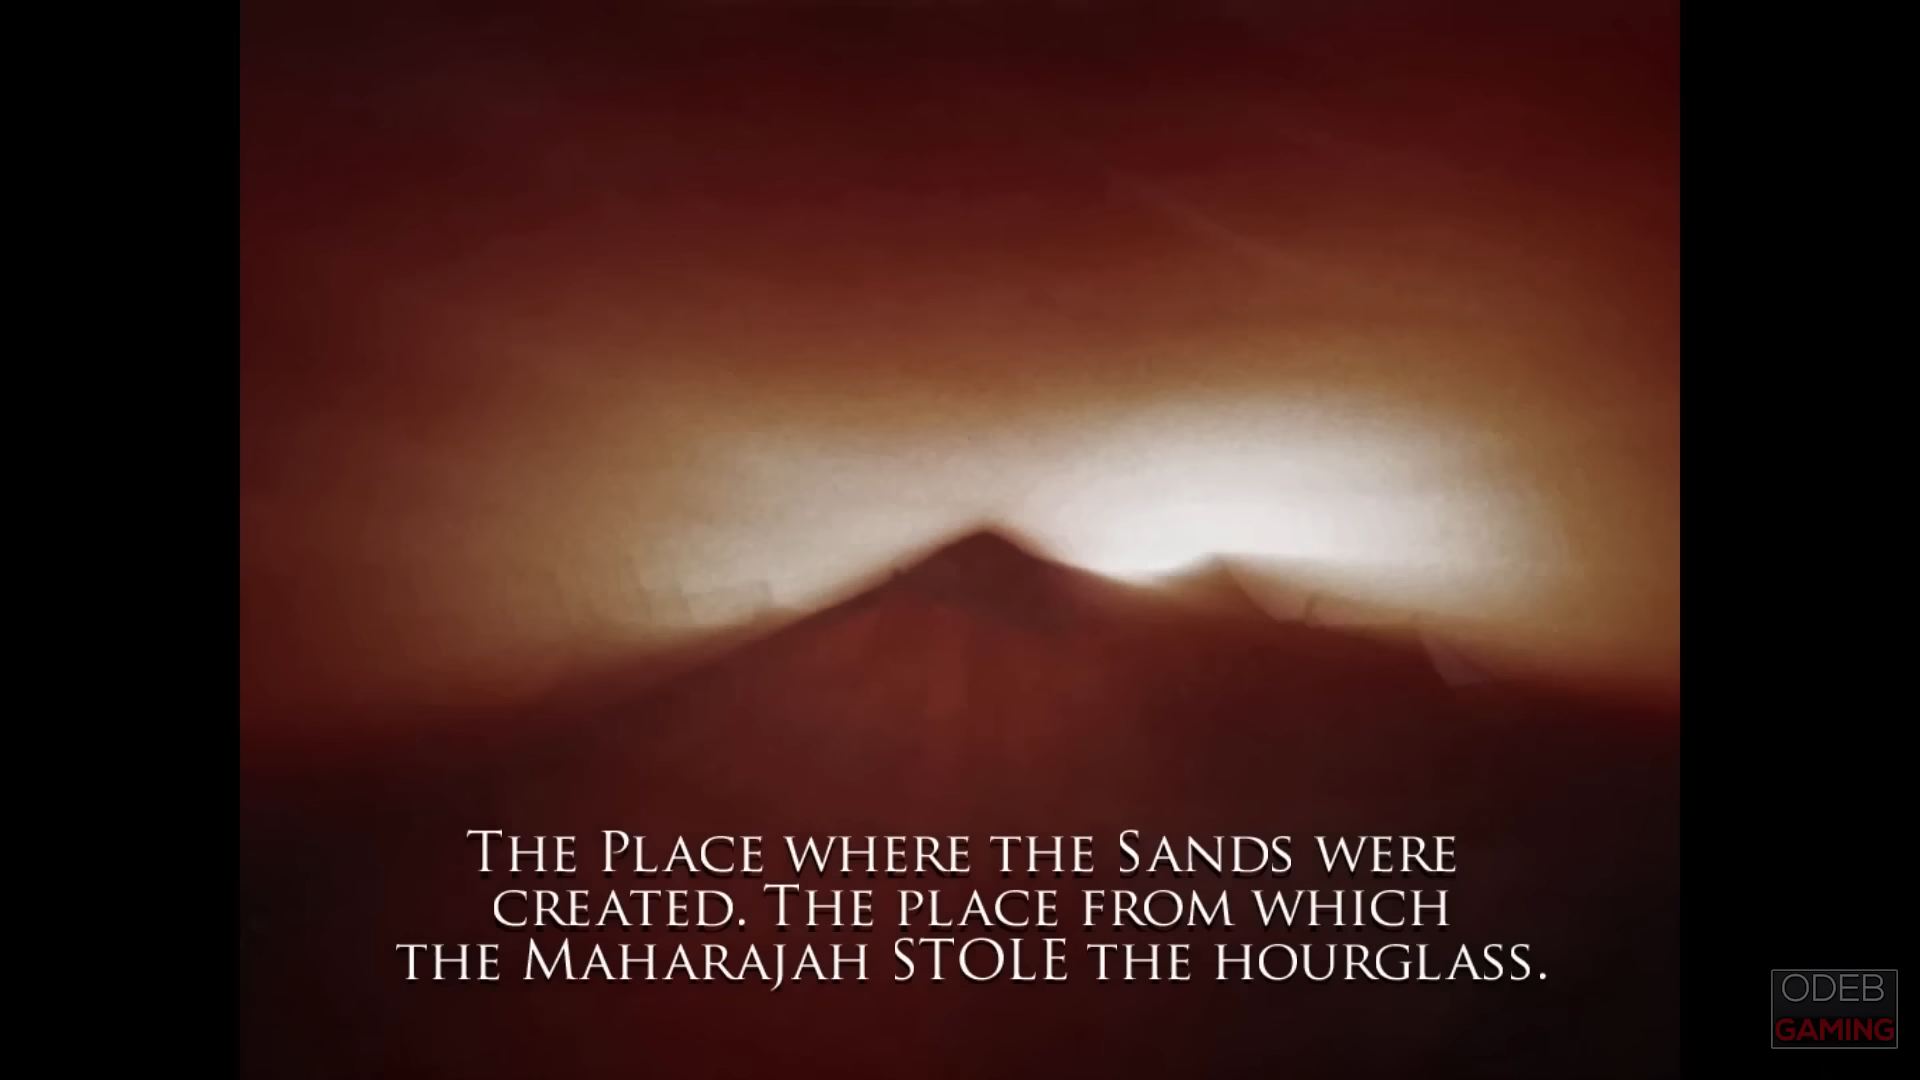 The Place where the Sands were
created. The place from which
the Maharajah STOLE the hourglass.
ODEB
GAMING